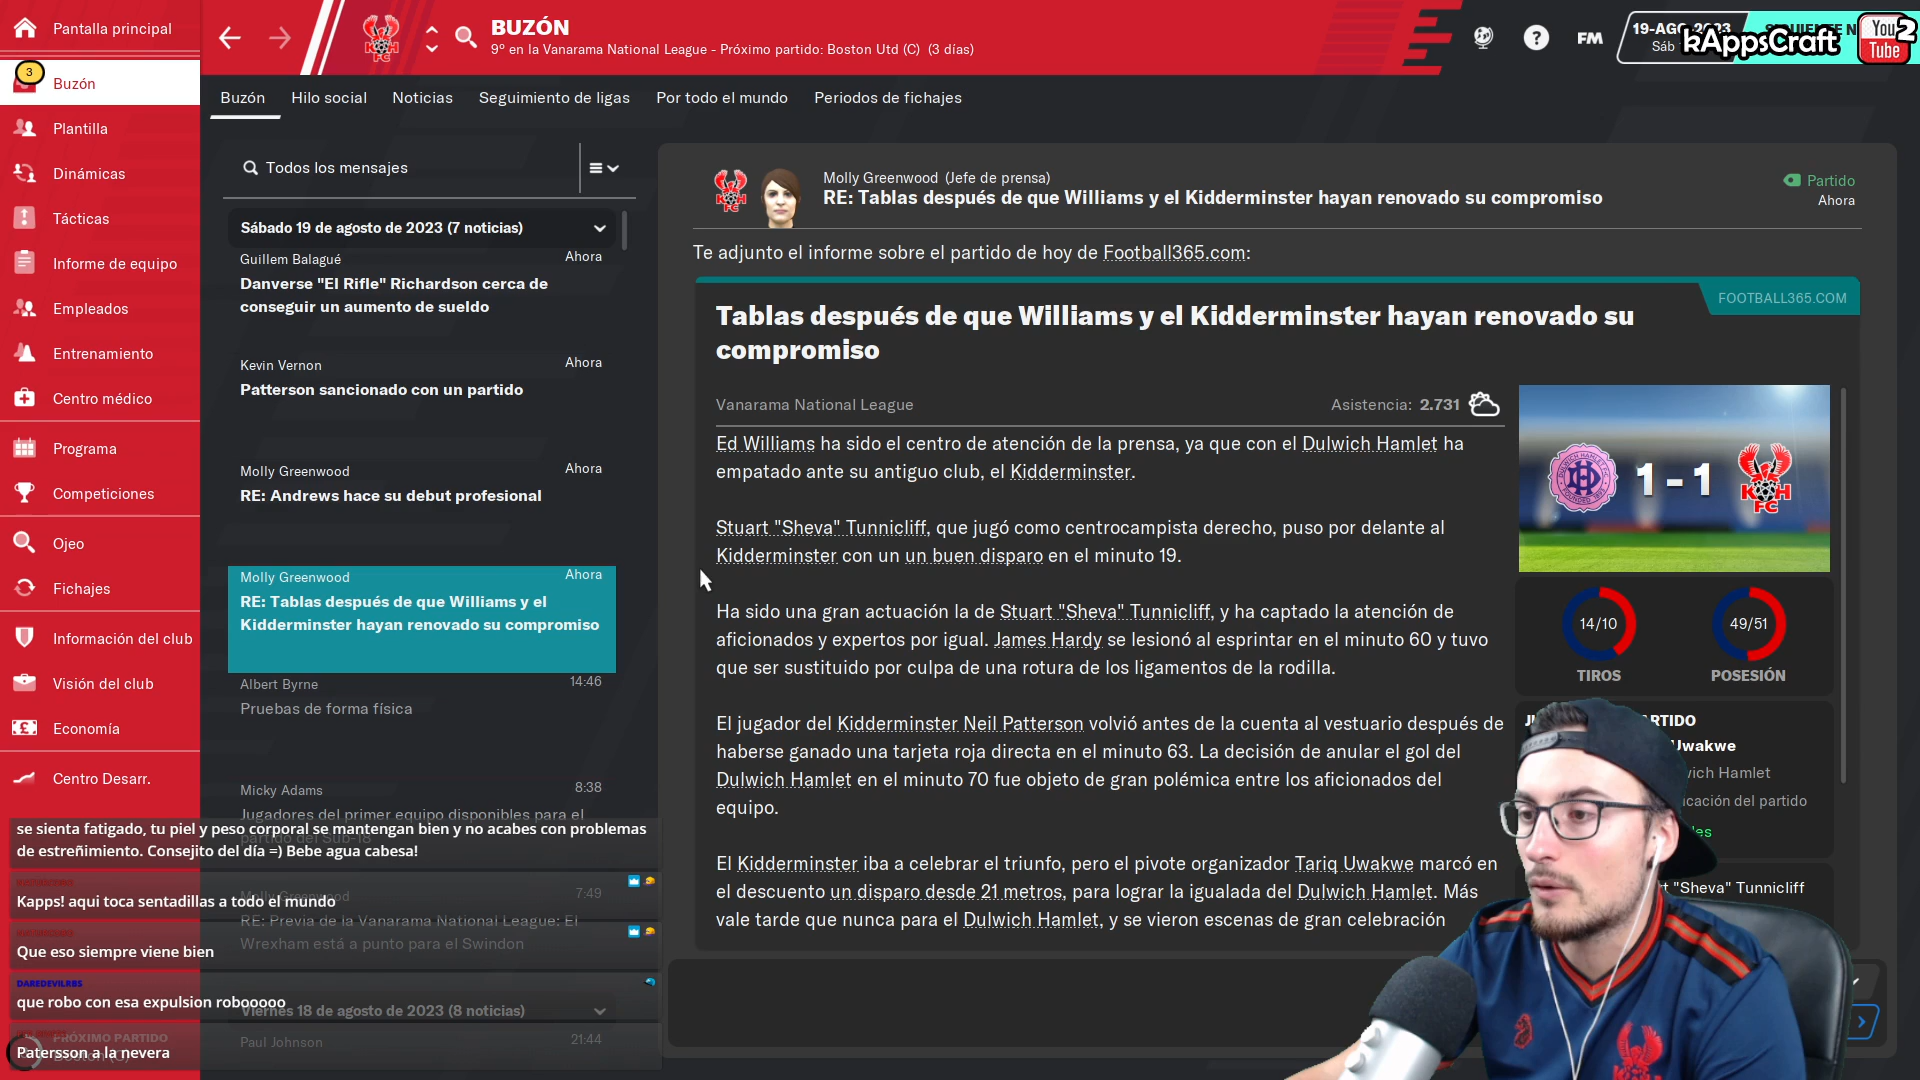 Pantalla principal
3
Buzón
Plantilla
Dinámicas
Tácticas
Informe de equipo
Empleados
Entrenamiento
Centro médico
Programa
Competiciones
Ojeo
Fichajes
Información del club
Visión del club
Economía
Centro Desarr.
BUZÓN
9º en la Vanarama National League - Próximo partido: Boston Utd (C) (3 días)
FM
19-AGO-2023
Sáb
kAppsCraft
You2
Tube
Buzón
Hilo social
Noticias
Seguimiento de ligas
Por todo el mundo
Periodos de fichajes
Todos los mensajes
Sábado 19 de agosto de 2023 (7 noticias)
Guillem Balagué
Ahora
Danverse "El Rifle" Richardson cerca de
conseguir un aumento de sueldo
Kevin Vernon
Ahora
Patterson sancionado con un partido
Molly Greenwood
Ahora
RE: Andrews hace su debut profesional
Molly Greenwood
Ahora
RE: Tablas después de que Williams y el
Kidderminster hayan renovado su compromiso
Albert Byrne
14:46
Pruebas de forma física
Micky Adams
8:38
Jugadores del primer equipo disponibles para el
partido del Sub-18
Molly Greenwood
7:49
RE: Previa de la Vanarama National League: El
Wrexham está a punto para el Swindon
Viernes 18 de agosto de 2023 (8 noticias)
Paul Johnson
21:44
se sienta fatigado, tu piel y peso corporal se mantengan bien y no acabes con problemas
de estreñimiento. Consejito del día =) Bebe agua cabesa!
Kapps! aqui toca sentadillas a todo el mundo
Que eso siempre viene bien
DAREDEVILRBS
que robo con esa expulsion robooooo
PRÓXIMO PARTIDO
Patersson a la nevera
Molly Greenwood (Jefe de prensa)
RE: Tablas después de que Williams y el Kidderminster hayan renovado su compromiso
Partido
Ahora
Te adjunto el informe sobre el partido de hoy de Football365.com:
FOOTBALL365.COM
Tablas después de que Williams y el Kidderminster hayan renovado su
compromiso
Vanarama National League
Asistencia: 2.731
Ed Williams ha sido el centro de atención de la prensa, ya que con el Dulwich Hamlet ha
empatado ante su antiguo club, el Kidderminster.
Stuart "Sheva" Tunnicliff, que jugó como centrocampista derecho, puso por delante al
Kidderminster con un un buen disparo en el minuto 19.
Ha sido una gran actuación la de Stuart "Sheva" Tunnicliff, y ha captado la atención de
aficionados y expertos por igual. James Hardy se lesionó al esprintar en el minuto 60 y tuvo
que ser sustituido por culpa de una rotura de los ligamentos de la rodilla.
El jugador del Kidderminster Neil Patterson volvió antes de la cuenta al vestuario después de
haberse ganado una tarjeta roja directa en el minuto 63. La decisión de anular el gol del
Dulwich Hamlet en el minuto 70 fue objeto de gran polémica entre los aficionados del
equipo.
El Kidderminster iba a celebrar el triunfo, pero el pivote organizador Tariq Uwakwe marcó en
el descuento un disparo desde 21 metros, para lograr la igualada del Dulwich Hamlet. Más
vale tarde que nunca para el Dulwich Hamlet, y se vieron escenas de gran celebración
1 - 1
KHFC
14/10
TIROS
49/51
POSESIÓN
Uwakwe
Hamlet
del partido
"Sheva" Tunnicliff